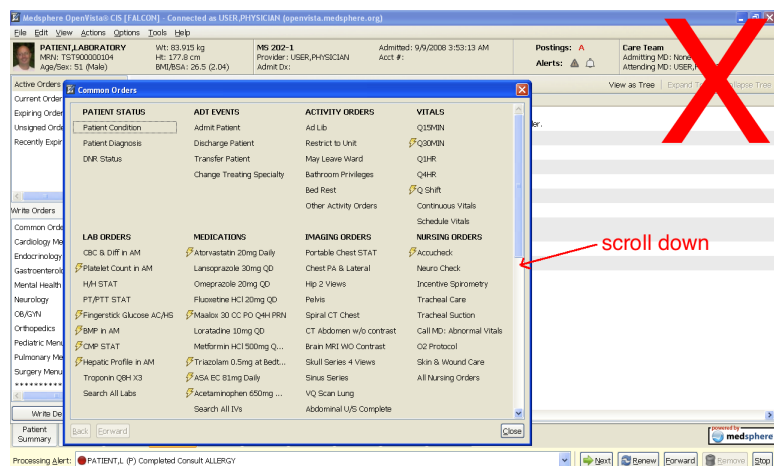 Medsphere OpenVista® CIS [FALCON] - Connected as USER,PHYSICIAN (openvista.medsphere.org)
File Edit View Actions Options Tools Help
PATIENT,LABORATORY Wt: 83.915 kg MS 202-1 Admitted: 9/9/2008 3:53:13 AM Postings: A Care Team
MRN: TST900000104 Ht: 177.8 cm Provider: USER,PHYSICIAN Acct #: Admitting MD: None
Age/Sex: 51 (Male) BMI/BSA: 26.5 (2.04) Admit Dx: Alerts: Attending MD: USER,
Active Orders View as Tree Expand Tree
Common Orders
Current Order
Expiring Order
Unsigned Orde
Recently Expir
der.
PATIENT STATUS ADT EVENTS ACTIVITY ORDERS VITALS
Patient Condition Admit Patient Ad Lib Q15MIN
Patient Diagnosis Discharge Patient Restrict to Unit Q30MIN
DNR Status Transfer Patient May Leave Ward Q1HR
Change Treating Specialty Bathroom Privileges Q4HR
Bed Rest Q Shift
Other Activity Orders Continuous Vitals
Schedule Vitals
Write Orders
Common Orde
Cardiology Me
Endocrinology
Gastroenterolo
Mental Health
Neurology
OB/GYN
Orthopedics
Pediatric Menu
Pulmonary Me
Surgery Menu
**********
LAB ORDERS MEDICATIONS IMAGING ORDERS NURSING ORDERS
CBC & Diff in AM Atorvastatin 20mg Daily Portable Chest STAT Accucheck
Platelet Count in AM Lansoprazole 30mg QD Chest PA & Lateral Neuro Check
H/H STAT Omeprazole 20mg QD Hip 2 Views Incentive Spirometry
PT/PTT STAT Fluoxetine HCl 20mg QD Pelvis Tracheal Care
Fingerstick Glucose AC/HS Maalox 30 CC PO Q4H PRN Spiral CT Chest Tracheal Suction
BMP in AM Loratadine 10mg QD CT Abdomen w/o contrast Call MD: Abnormal Vitals
CMP STAT Metformin HCl 500mg Q... Brain MRI WO Contrast O2 Protocol
Hepatic Profile in AM Triazolam 0.5mg at Bedt... Skull Series 4 Views Skin & Wound Care
Troponin Q8H X3 ASA EC 81mg Daily Sinus Series All Nursing Orders
Search All Labs Acetaminophen 650mg ... VQ Scan Lung
Search All IVs Abdominal U/S Complete
scroll down
Write De
Back Forward Close
Patient Summary
powered by medsphere
Processing Alert: PATIENT,L (P) Completed Consult ALLERGY Next Renew Forward Remove Stop